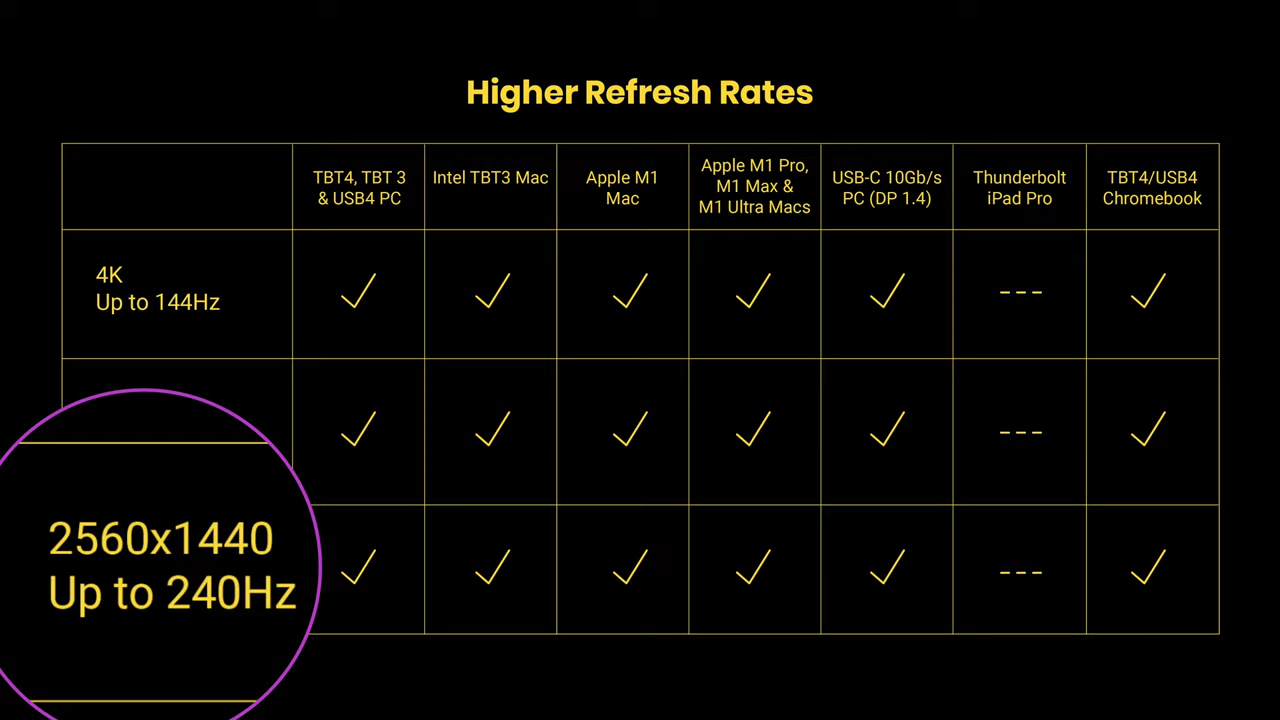 Higher Refresh Rates
TBT4, TBT 3
& USB4 PC
Intel TBT3 Mac
Apple M1
Mac
Apple M1 Pro,
M1 Max &
M1 Ultra Macs
USB-C 10Gb/s
PC (DP 1.4)
Thunderbolt
iPad Pro
TBT4/USB4
Chromebook
4K
Up to 144Hz
---
---
2560x1440
Up to 240Hz
---